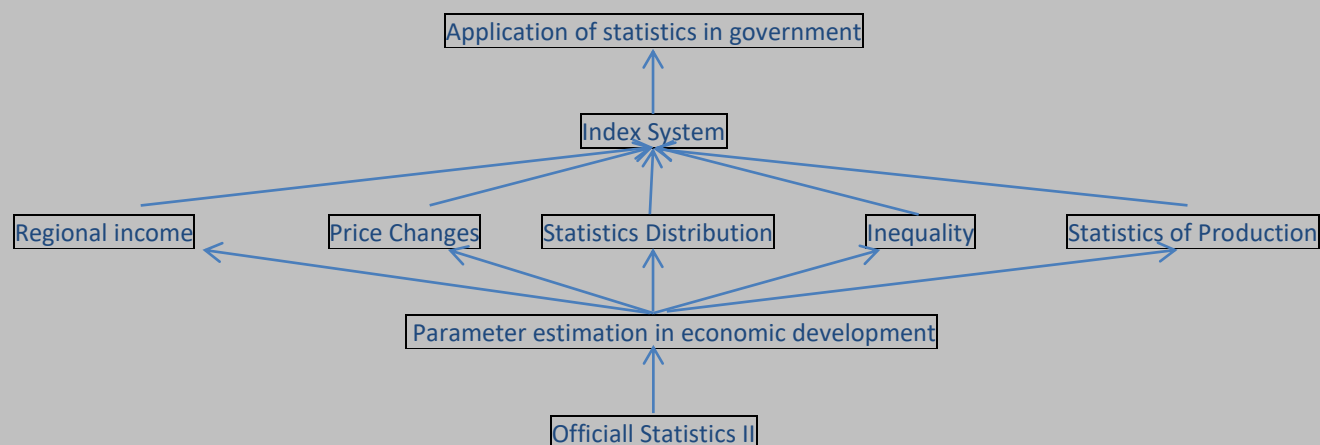 Application of statistics in government
Index System
Regional income
Price Changes
Statistics Distribution
Inequality
Statistics of Production
Parameter estimation in economic development
Officiall Statistics II